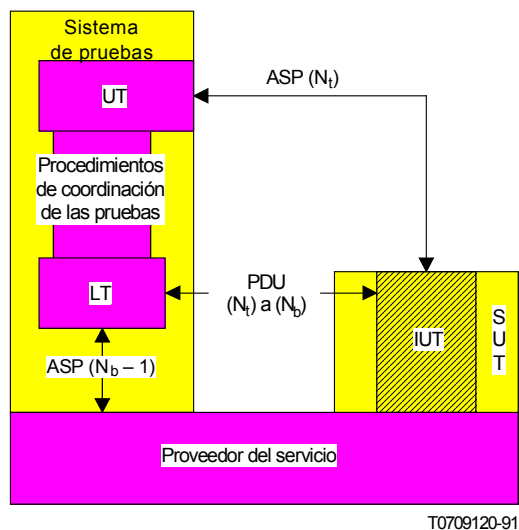 Sistema
de pruebas
UT
ASP (Nt)
Procedimientos
de coordinación
de las pruebas
LT
PDU
(Nt) a (Nb)
IUT
S
U
T
ASP (Nb – 1)
Proveedor del servicio
T0709120-91